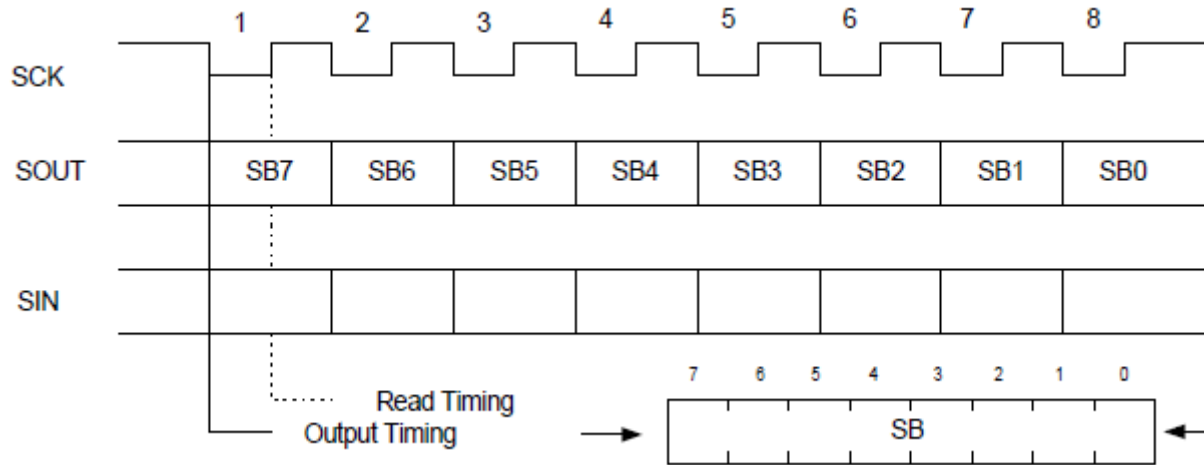 1 2 3 4 5 6 7 8
SCK
SOUT SB7 SB6 SB5 SB4 SB3 SB2 SB1 SB0
SIN
7 6 5 4 3 2 1 0
Read Timing
Output Timing SB